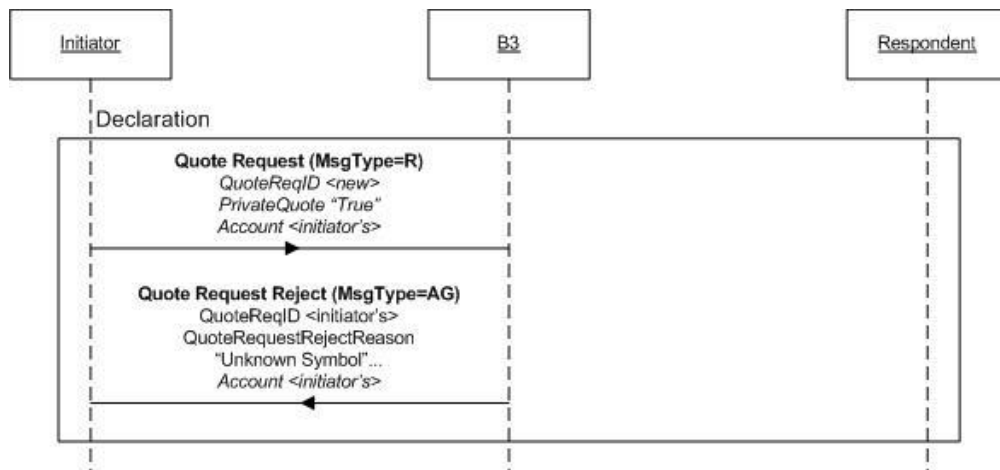 Initiator
B3
Respondent
Declaration
Quote Request (MsgType=R)
QuoteReqID <new>
PrivateQuote “True”
Account <initiator’s>
Quote Request Reject (MsgType=AG)
QuoteReqID <initiator’s>
QuoteRequestRejectReason
“Unknown Symbol”...
Account <initiator’s>